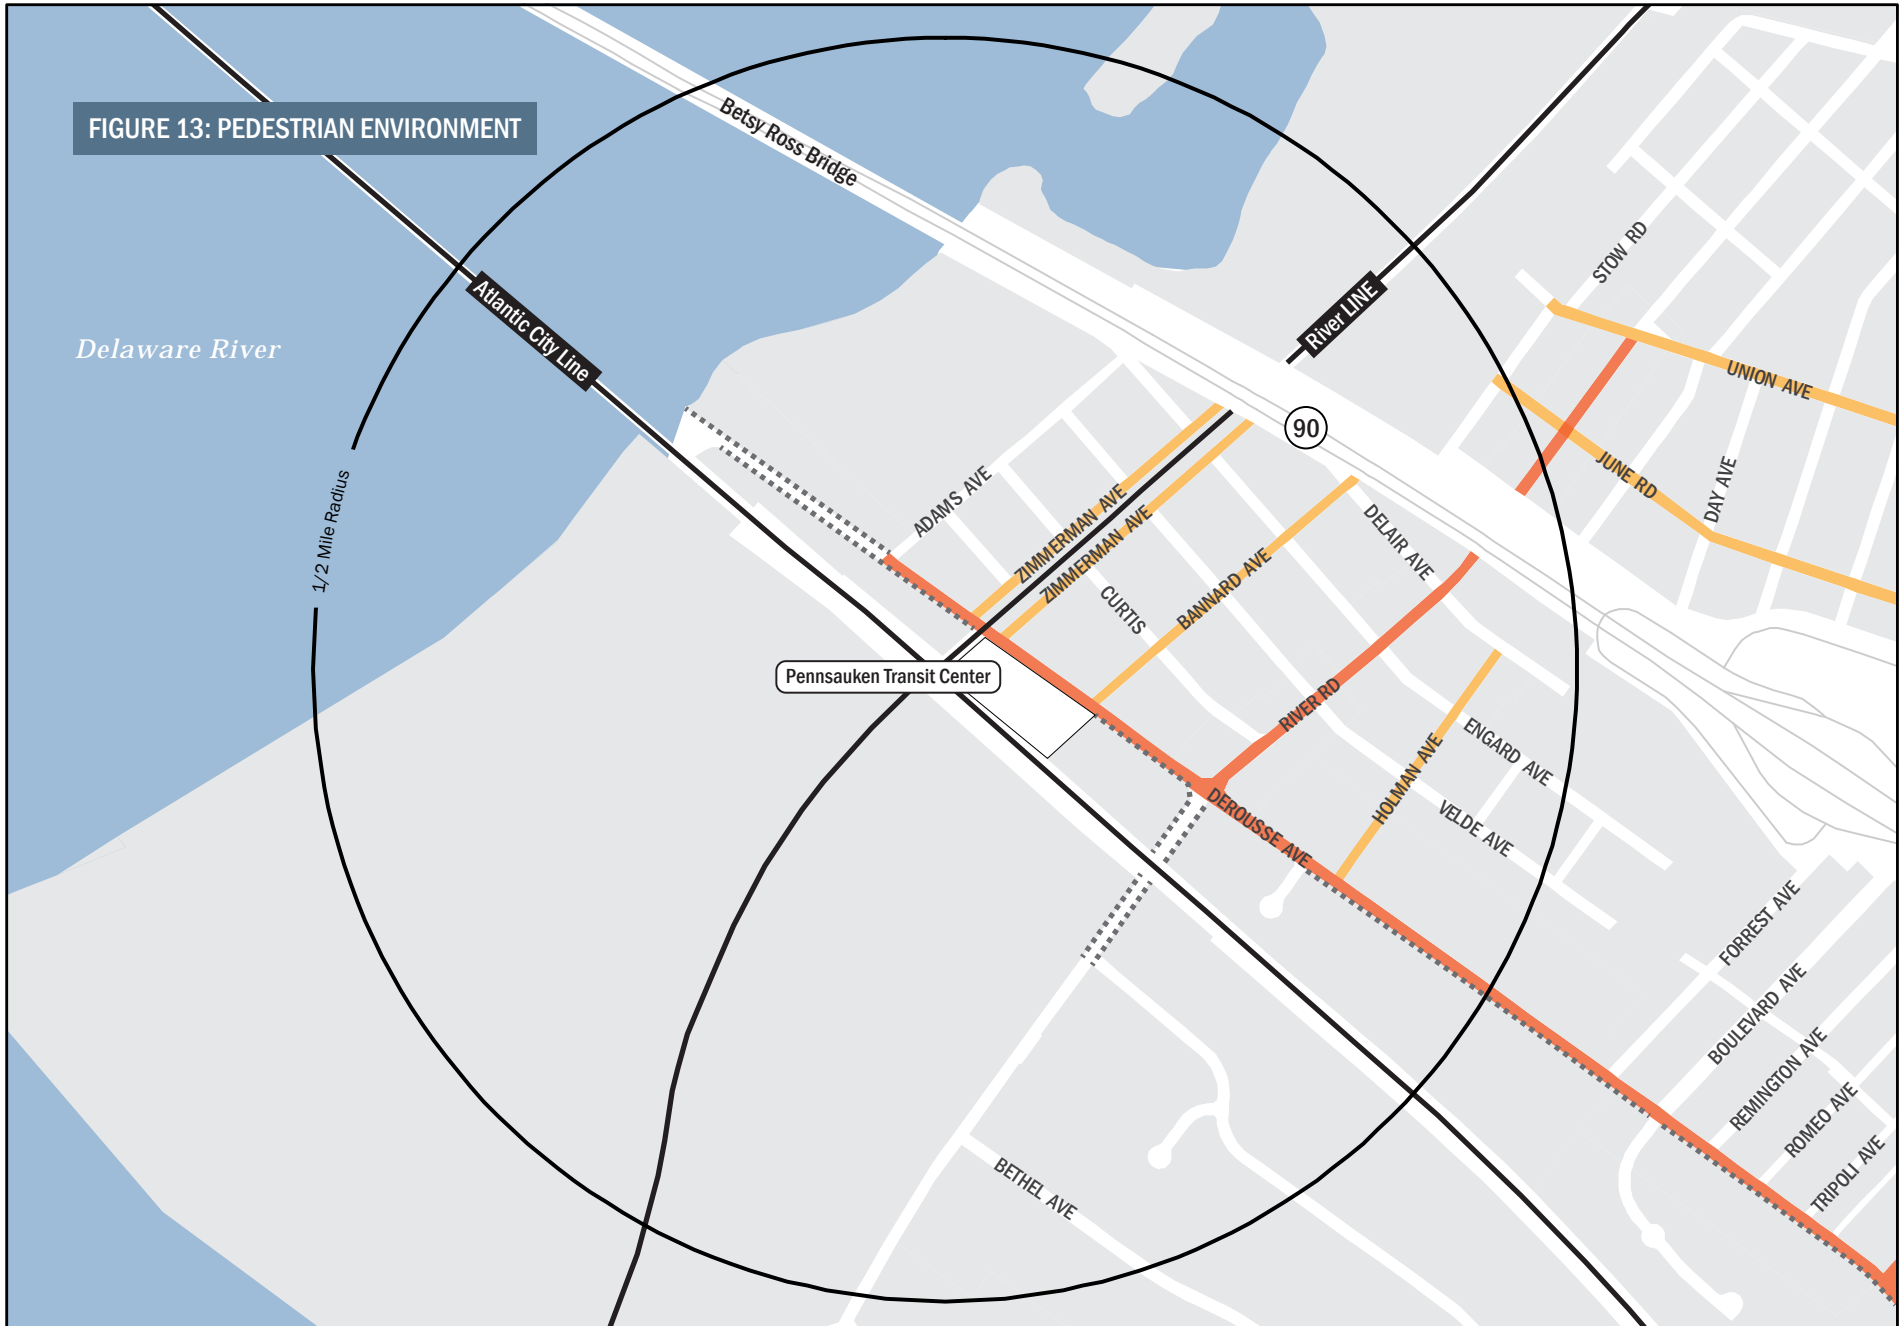 FIGURE 13: PEDESTRIAN ENVIRONMENT
Betsy Ross Bridge
Atlantic City Line
River LINE
Delaware River
1/2 Mile Radius
STOW RD
UNION AVE
JUNE RD
DAY AVE
90
ADAMS AVE
ZIMMERMAN AVE
ZIMMERMAN AVE
BANNARD AVE
CURTIS
DELAIR AVE
Pennsauken Transit Center
RIVER RD
ENGARD AVE
HOLMAN AVE
VELDE AVE
DEROUSSE AVE
FORREST AVE
BOULEVARD AVE
REMINGTON AVE
ROMEO AVE
TRIPOLI AVE
BETHEL AVE